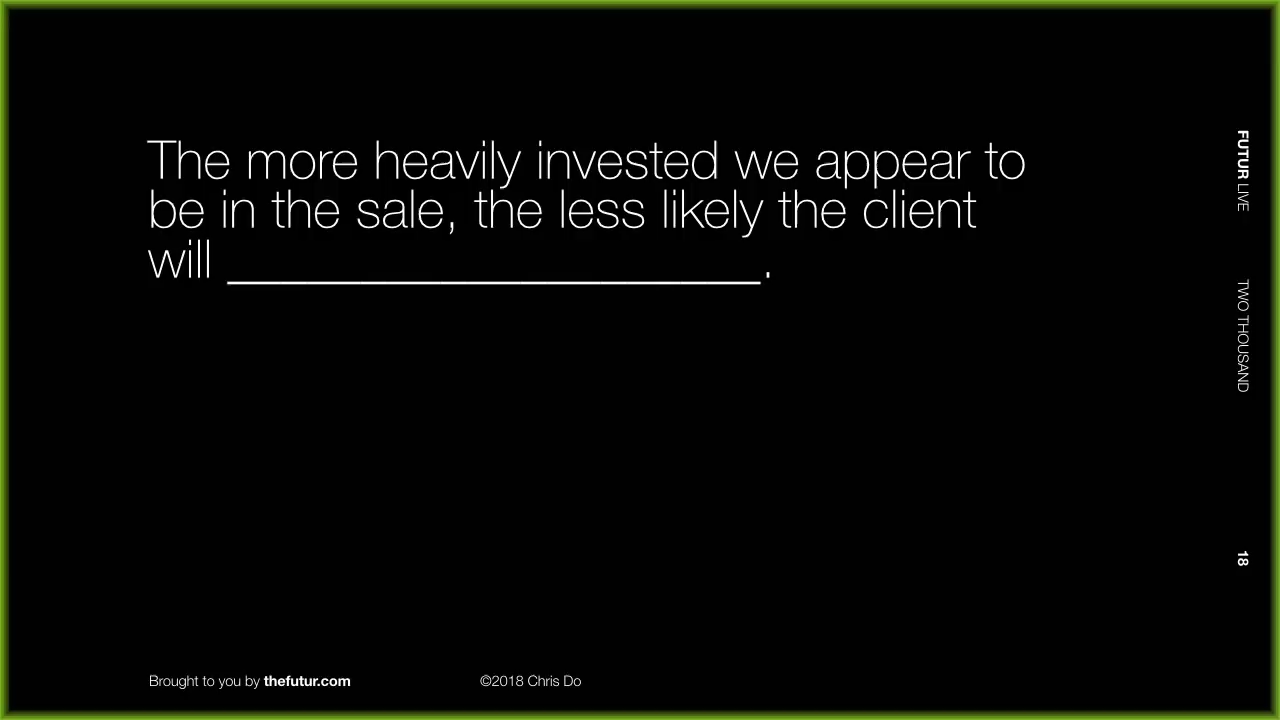 The more heavily invested we appear to
be in the sale, the less likely the client
will ____________________.
FUTUR LIVE
TWO THOUSAND
18
Brought to you by thefutur.com
©2018 Chris Do